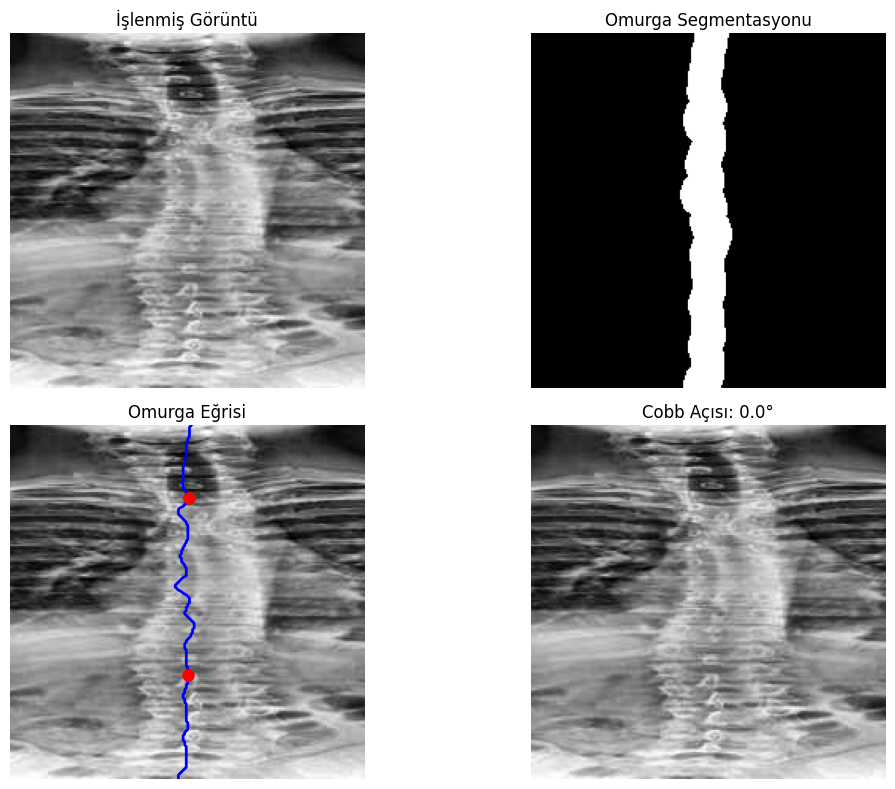 İşlenmiş Görüntü
Omurga Segmentasyonu
Omurga Eğrisi
Cobb Açısı: 0.0°